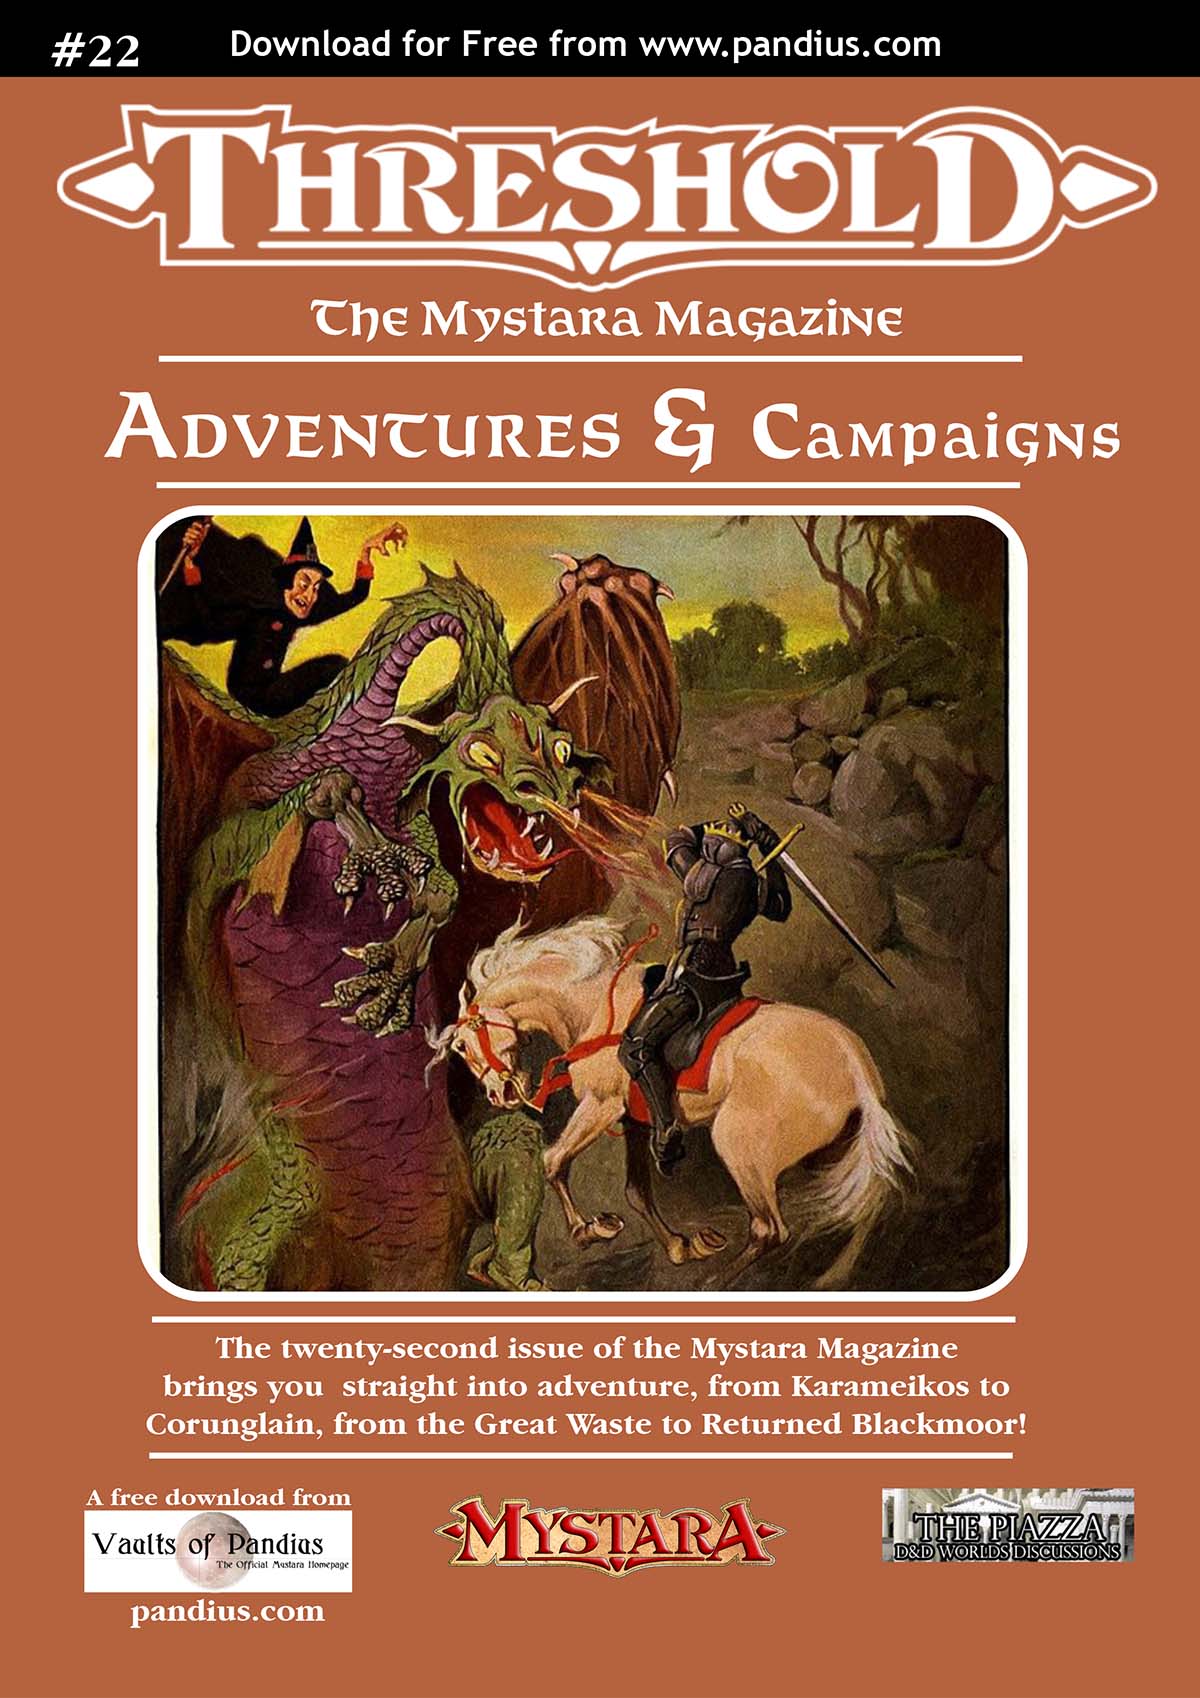 #22 Download for Free from www.pandius.com
THRESHOLD
The Mystara Magazine
ADVENTURES & CAMPAIGNS
The twenty-second issue of the Mystara Magazine
brings you straight into adventure, from Karameikos to
Corunglain, from the Great Waste to Returned Blackmoor!
A free download from
Vaults of Pandius
The Official Mystara Homepage
pandius.com
MYSTARA
THE PIAZZA
D&D WORLDS DISCUSSIONS